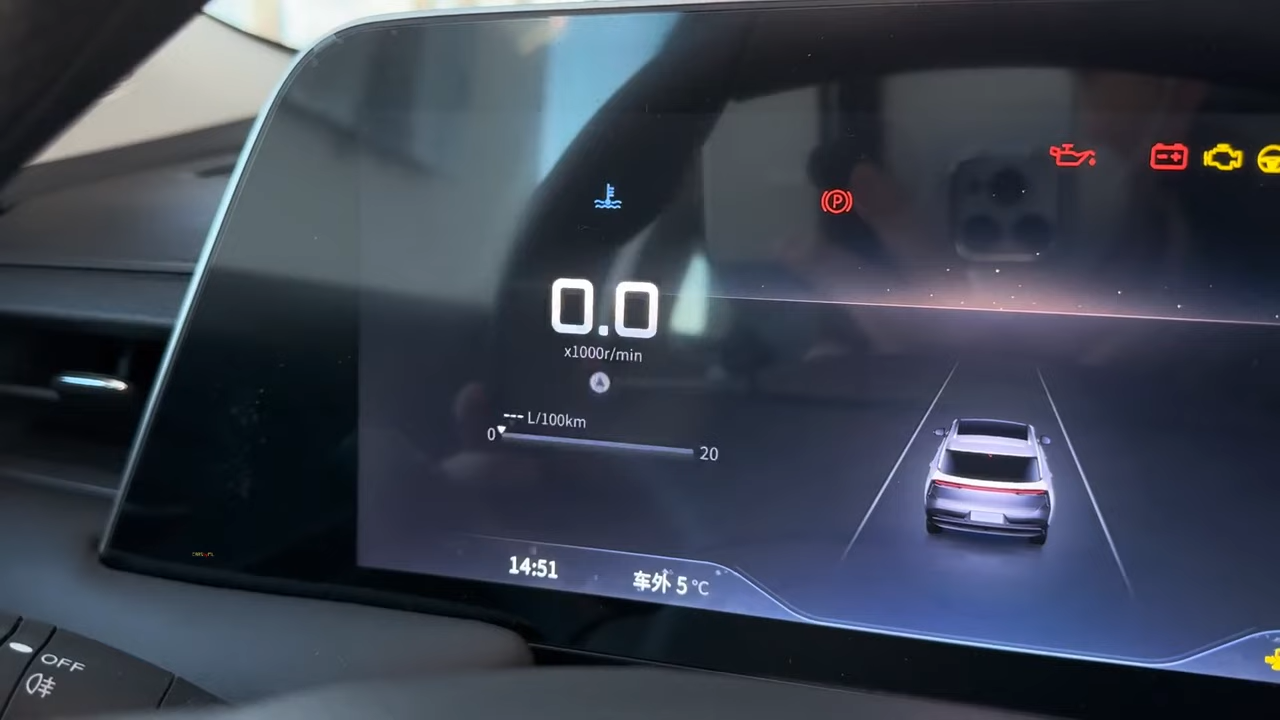 P
0.0
x1000r/min
A
--- L/100km
0
20
14:51
车外 5℃
OFF